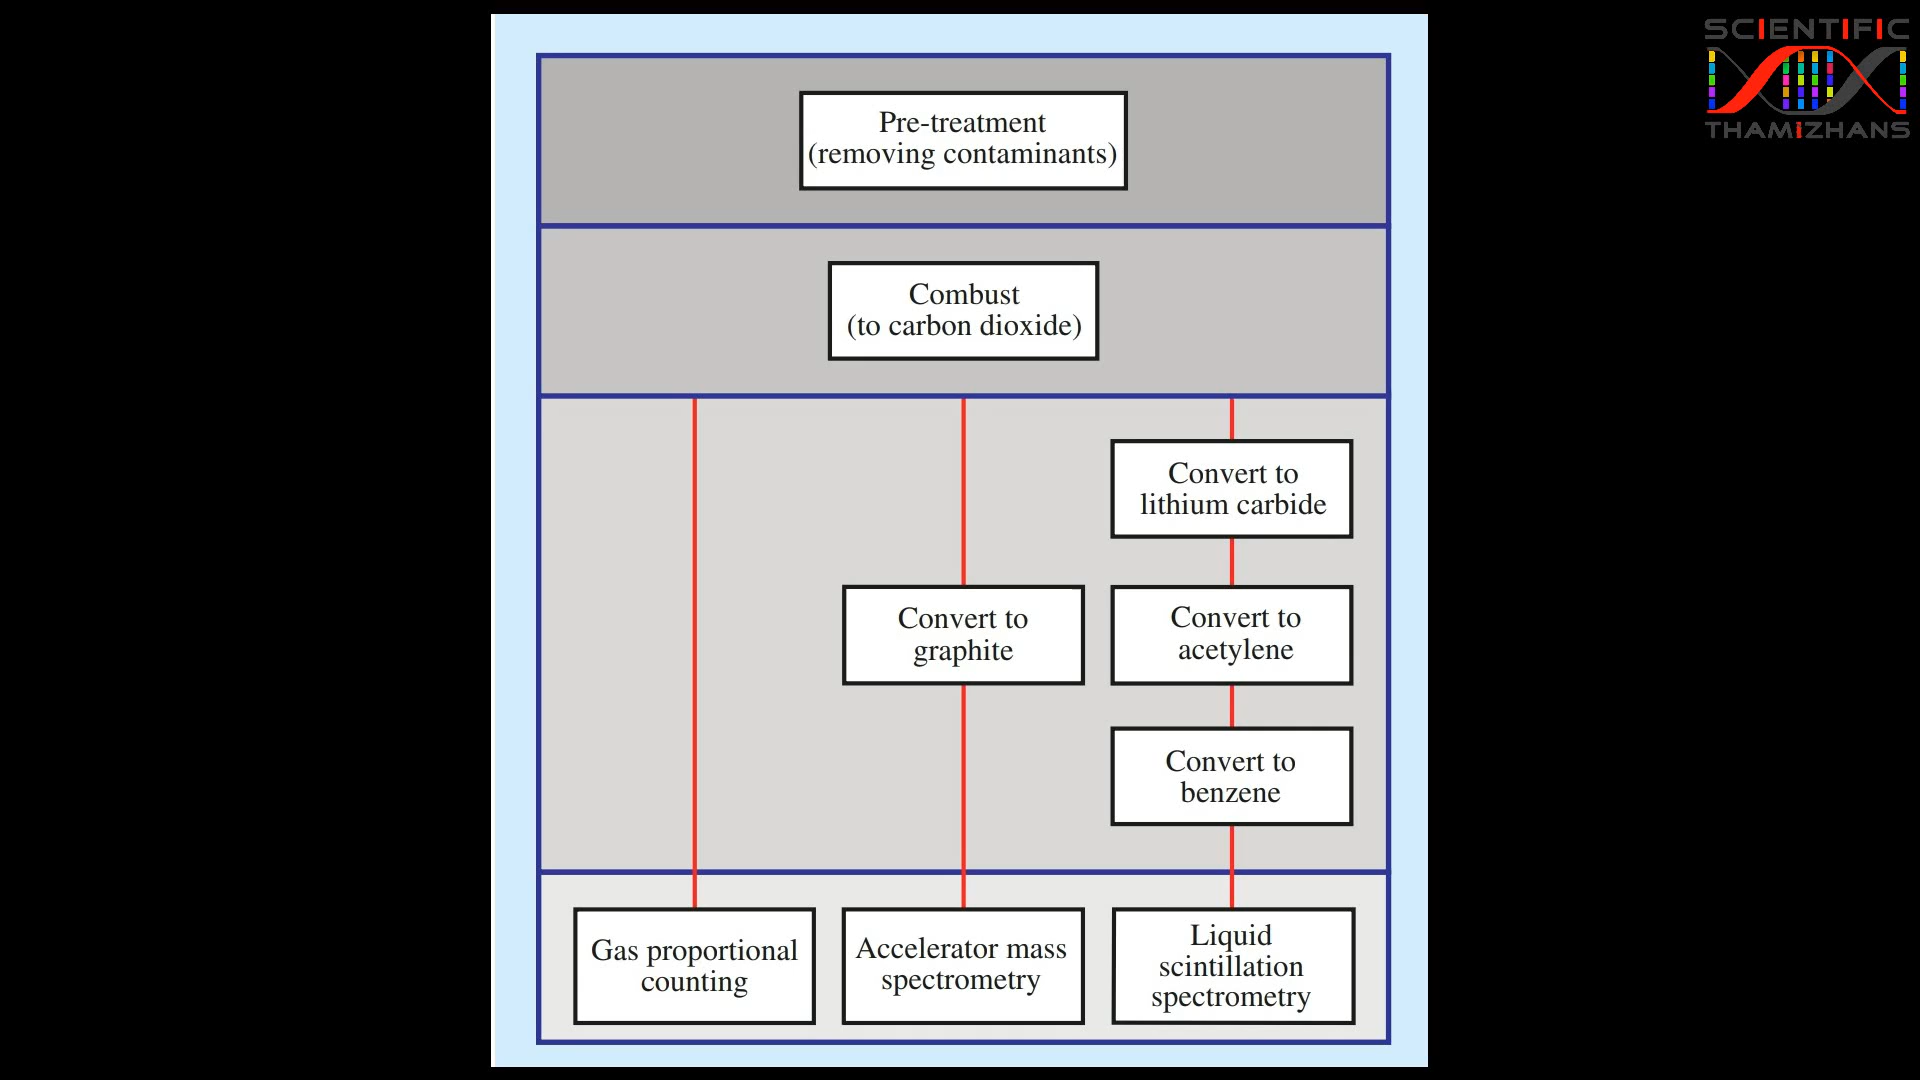 SCIENTIFIC
THAMIZHANS
Pre-treatment
(removing contaminants)
Combust
(to carbon dioxide)
Convert to
lithium carbide
Convert to
graphite
Convert to
acetylene
Convert to
benzene
Gas proportional
counting
Accelerator mass
spectrometry
Liquid
scintillation
spectrometry